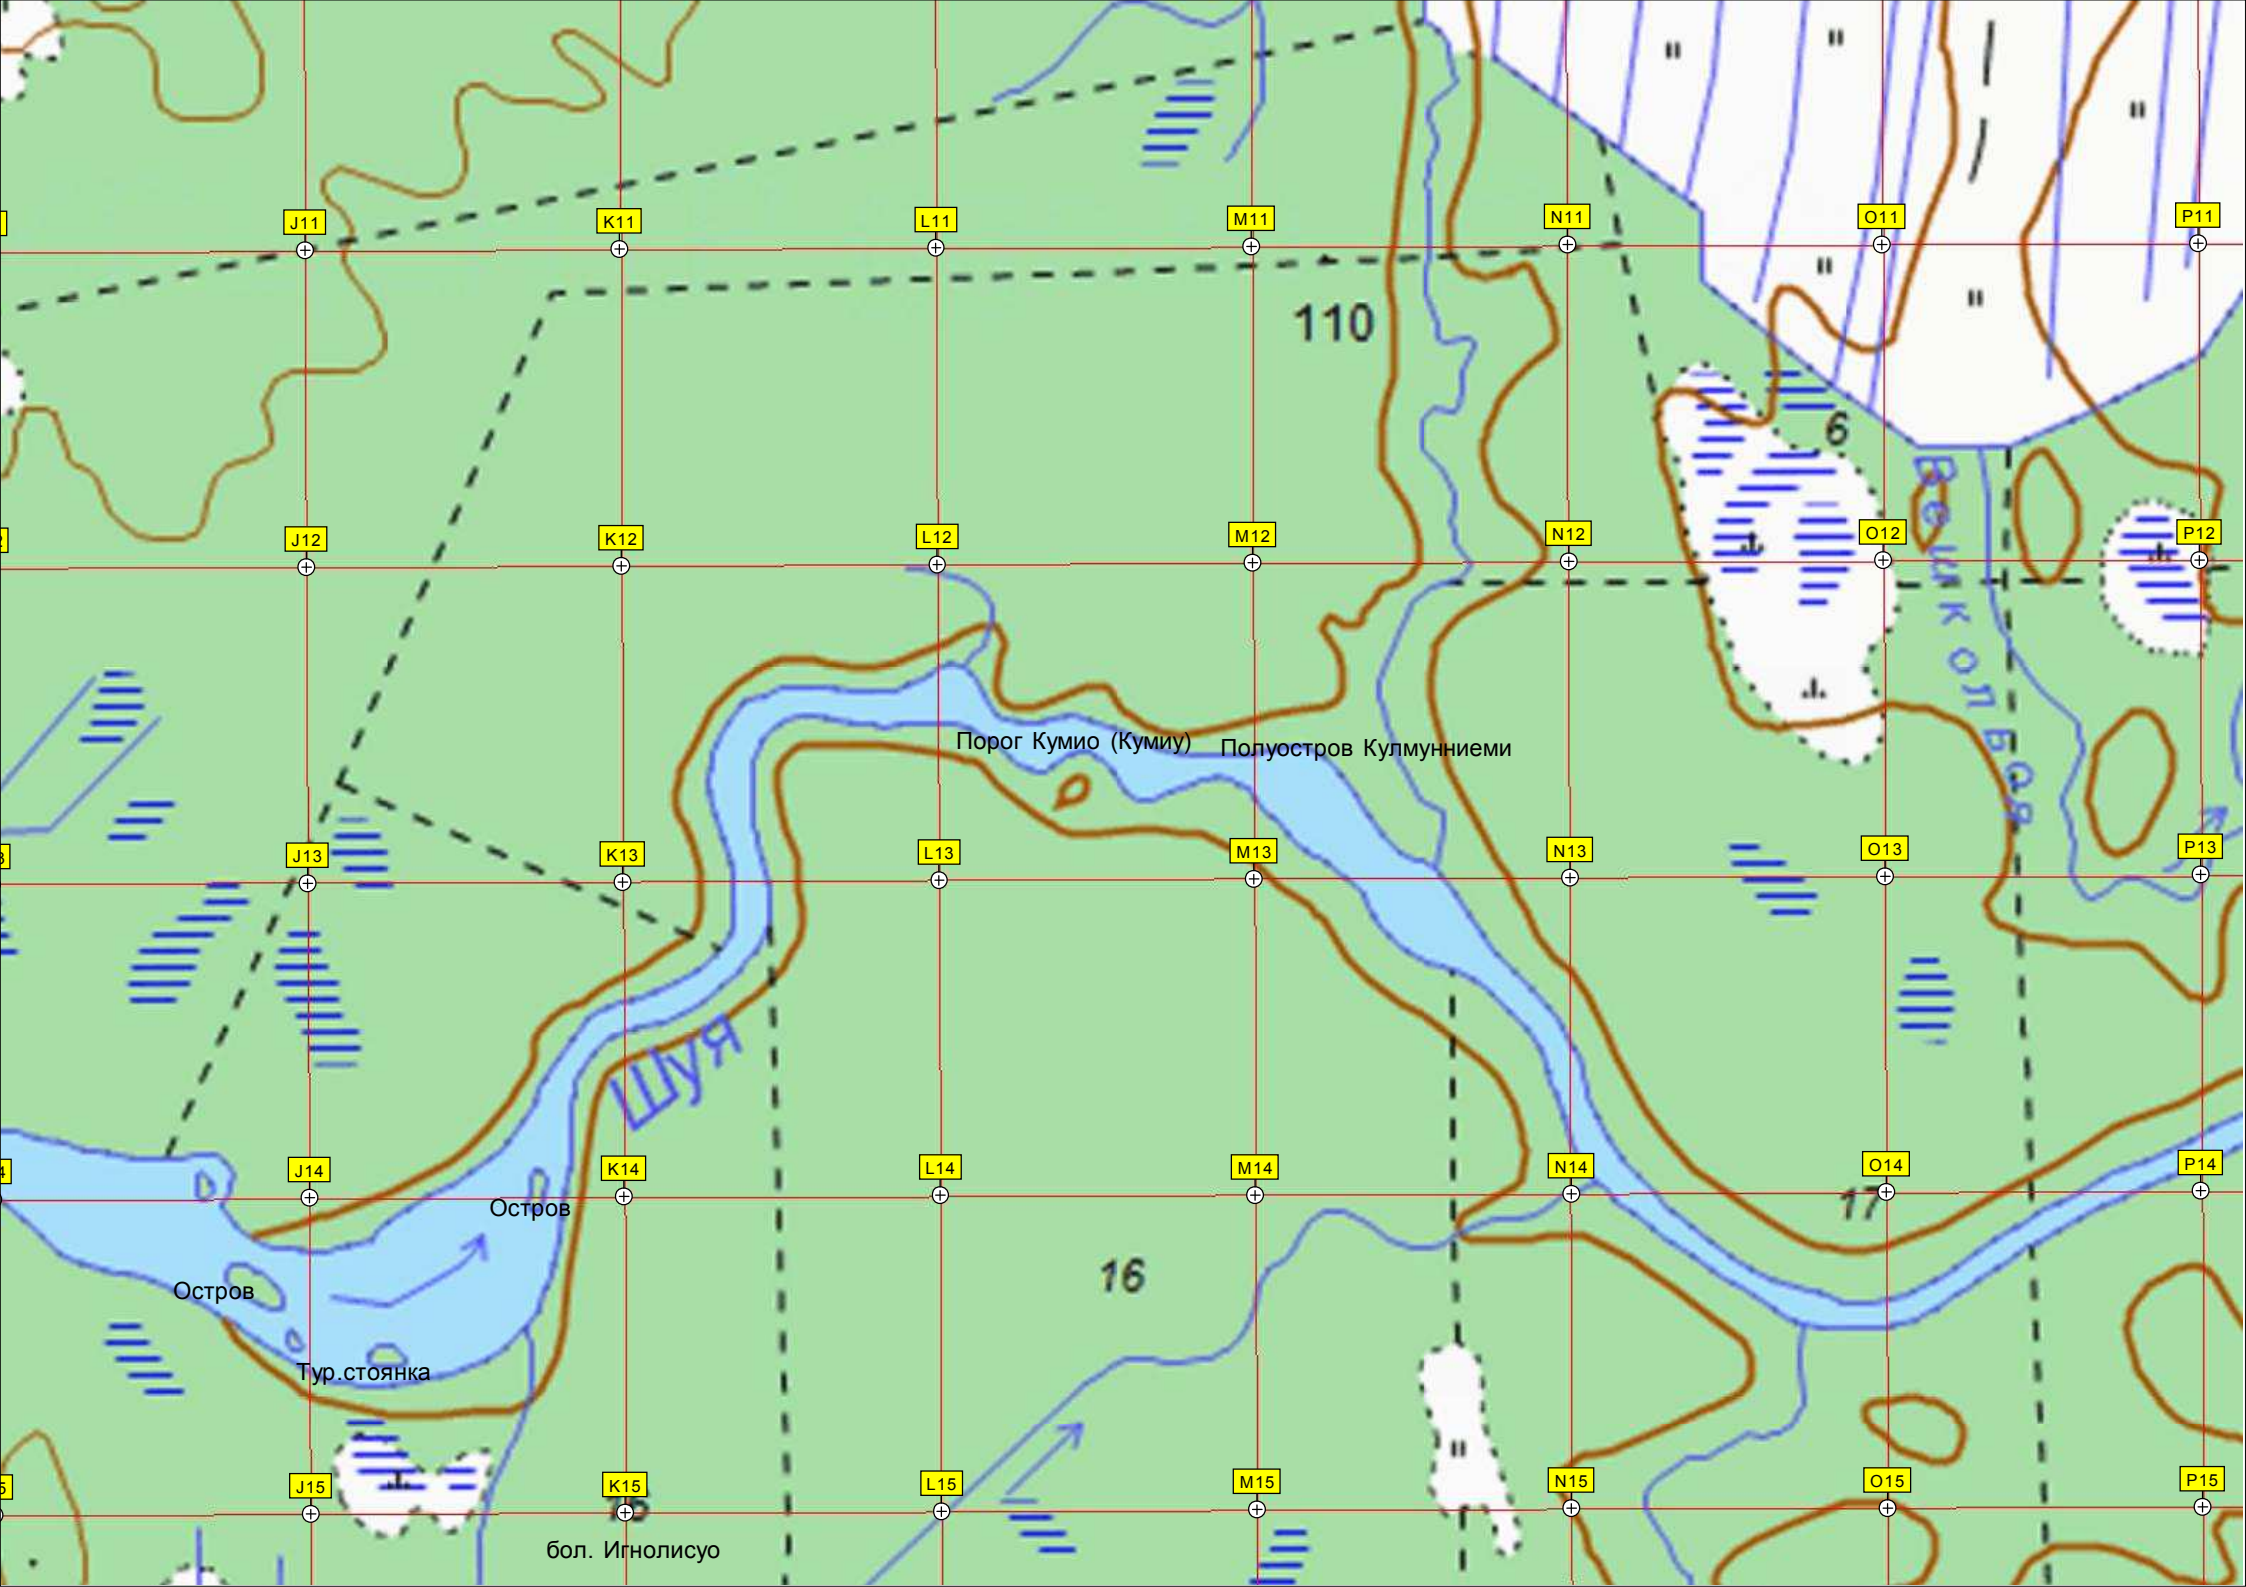 J11 K11 L11 M11 N11 O11 P11
110
6
J12 K12 L12 M12 N12 O12 P12
Вешкол Боя
Порог Кумио (Кумиу)
Полуостров Кулмунниеми
J13 K13 L13 M13 N13 O13 P13
Шуя
J14 K14 L14 M14 N14 O14 P14
17
Остров
16
Остров
Тур.стоянка
J15 K15 L15 M15 N15 O15 P15
бол. Игнолисуо